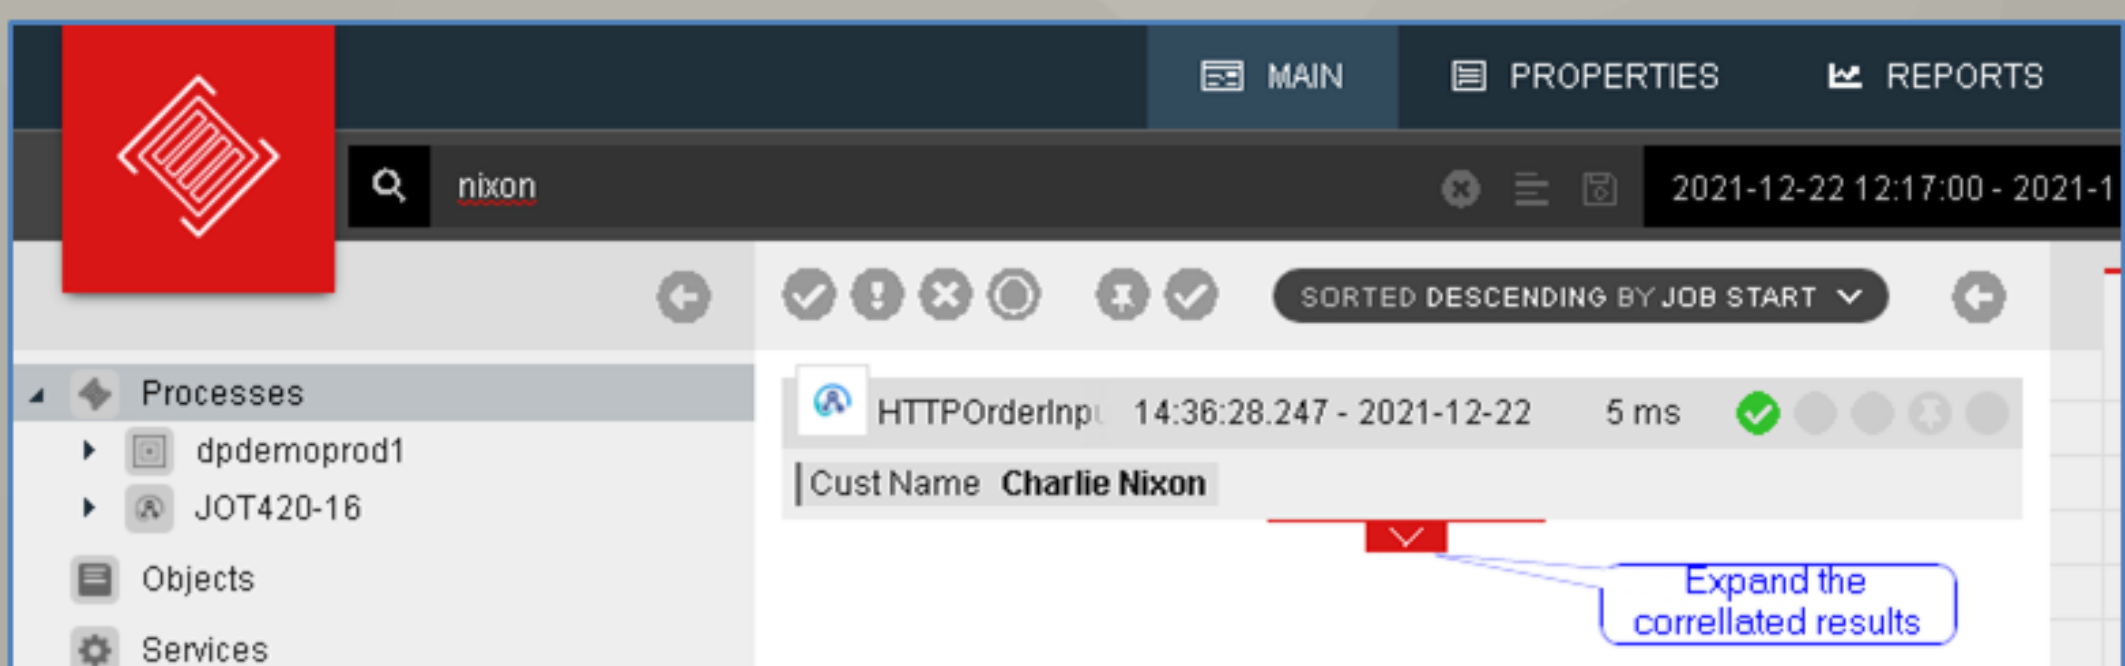 MAIN PROPERTIES REPORTS
nixon 2021-12-22 12:17:00 - 2021-1
SORTED DESCENDING BY JOB START
Processes
dpdemoprod1
JOT420-16
Objects
Services
HTTPOrderInpu 14:36:28.247 - 2021-12-22 5 ms
Cust Name Charlie Nixon
Expand the
correllated results